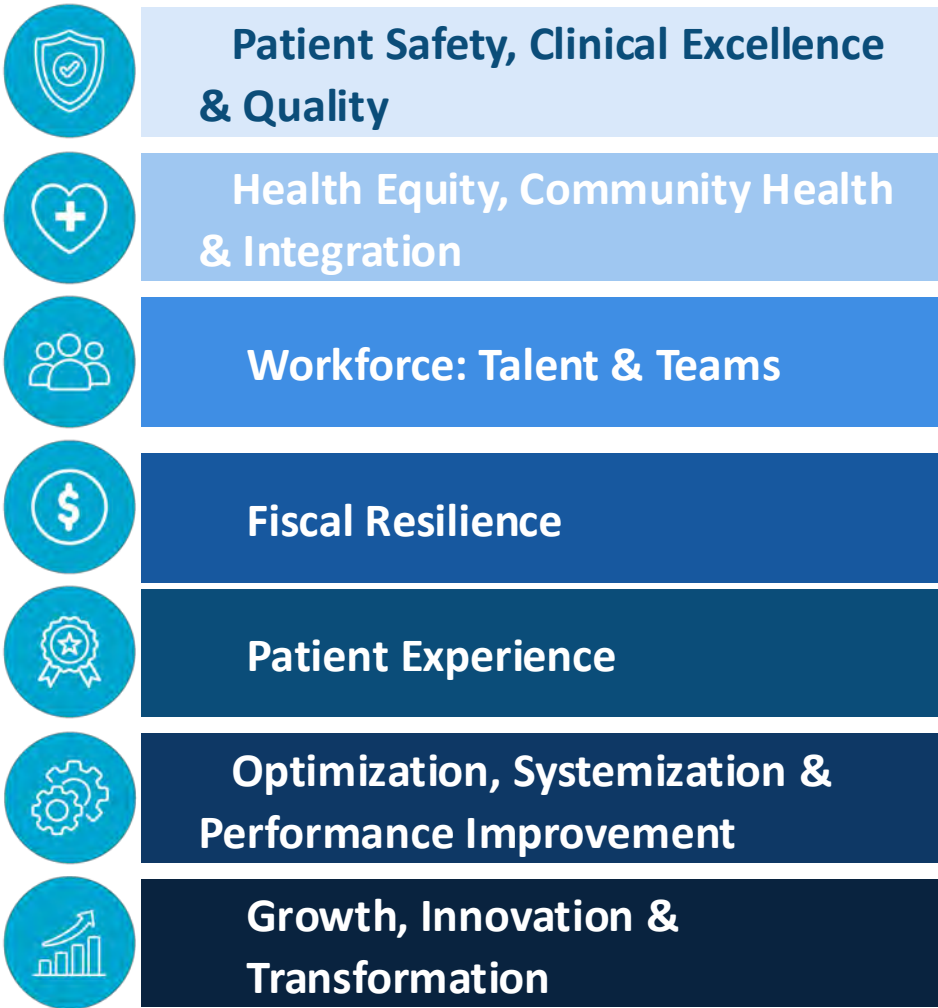 Patient Safety, Clinical Excellence
& Quality
Health Equity, Community Health
& Integration
Workforce: Talent & Teams
$
Fiscal Resilience
Patient Experience
Optimization, Systemization &
Performance Improvement
Growth, Innovation &
Transformation